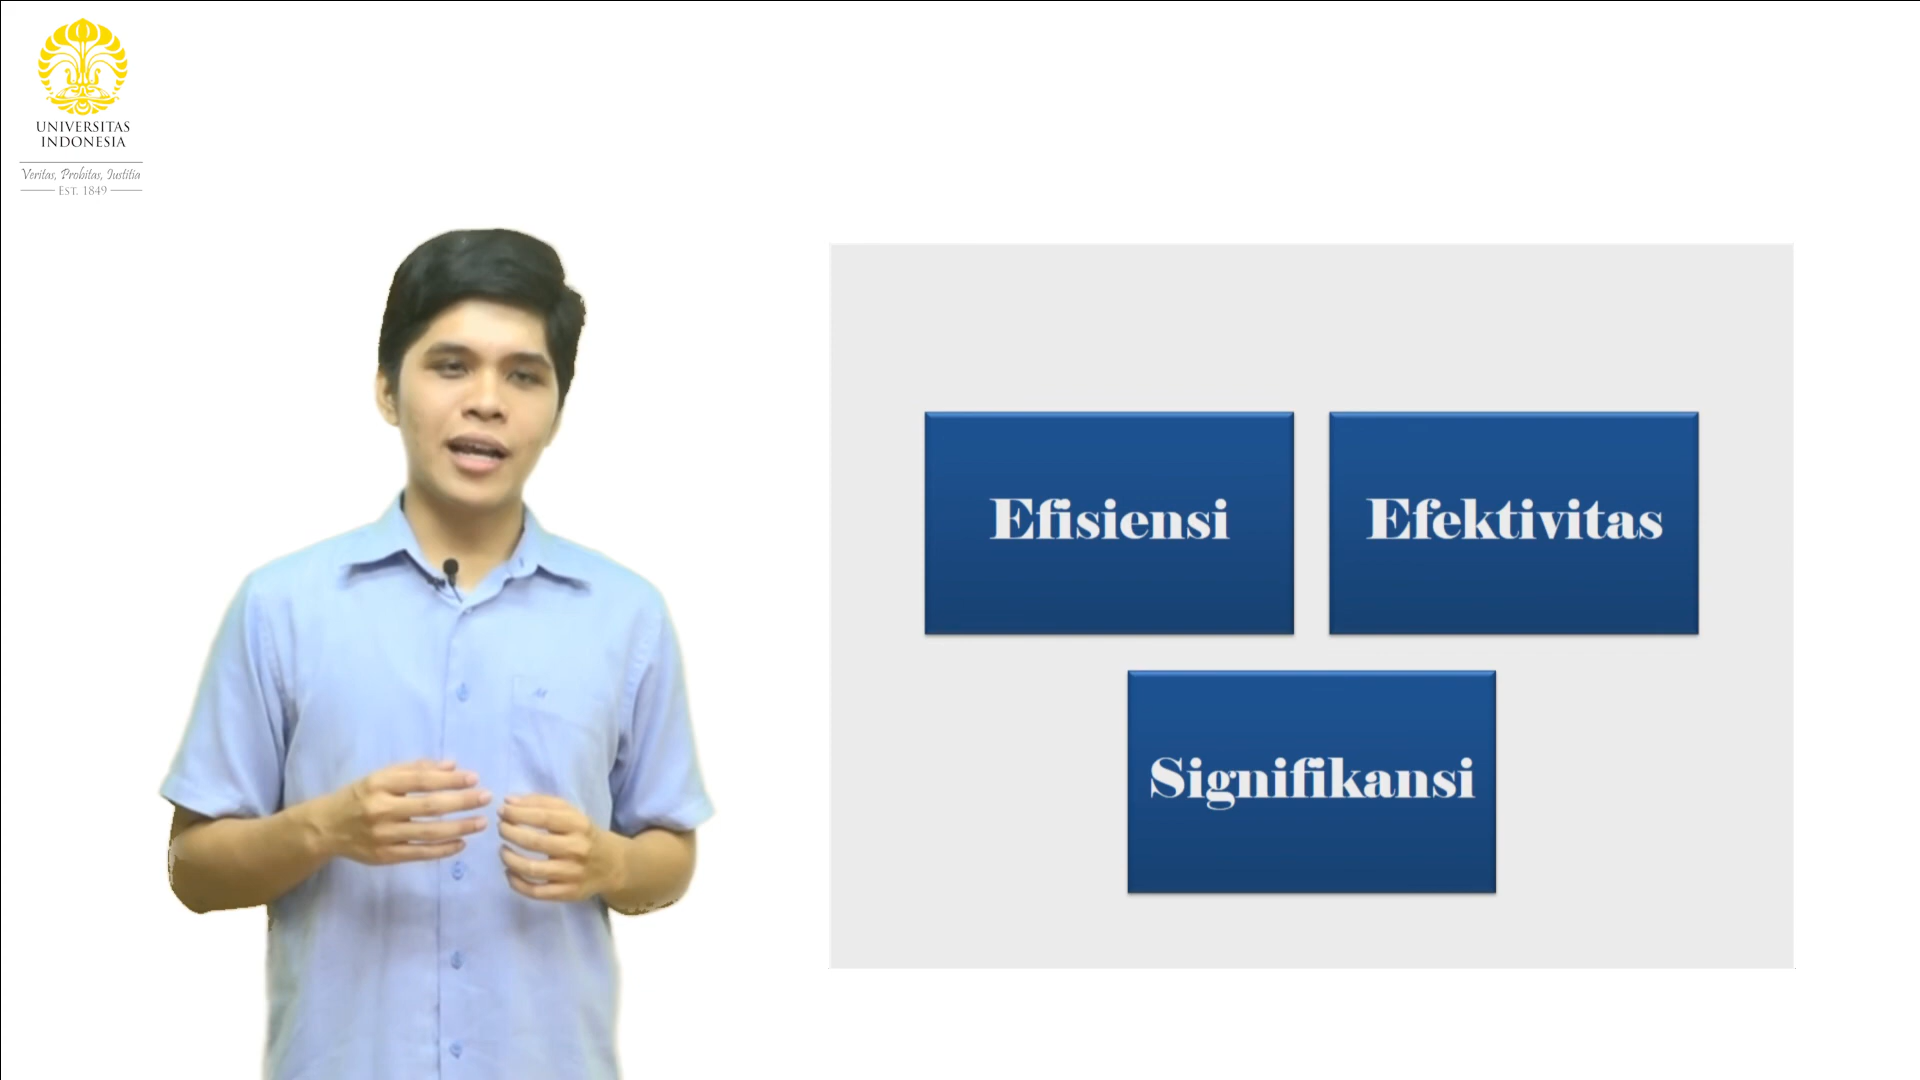 UNIVERSITAS
INDONESIA
Veritas, Probitas, Iustitia
EST. 1849
Efisiensi
Efektivitas
Signifikansi